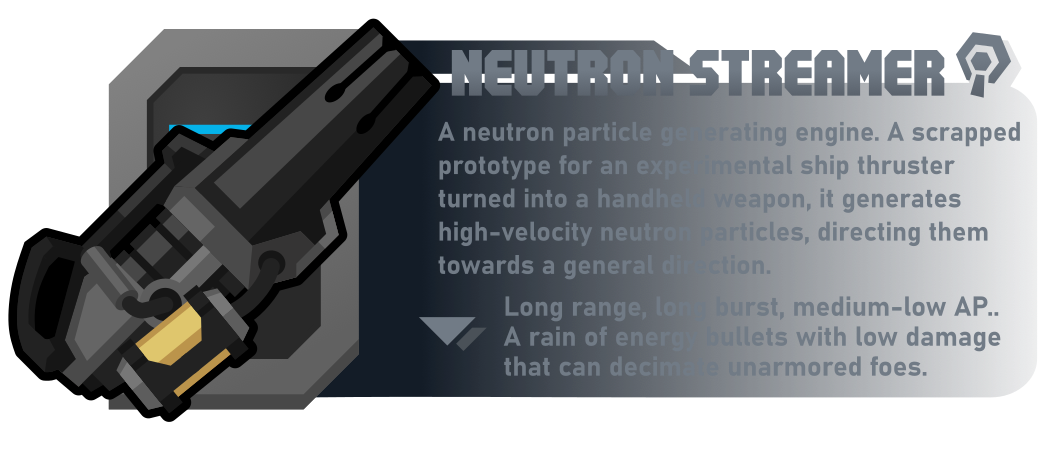 NEUTRON STREAMER
A neutron particle generating engine. A scrapped
prototype for an experimental ship thruster
turned into a handheld weapon, it generates
high-velocity neutron particles, directing them
towards a general direction.
Long range, long burst, medium-low AP..
A rain of energy bullets with low damage
that can decimate unarmored foes.